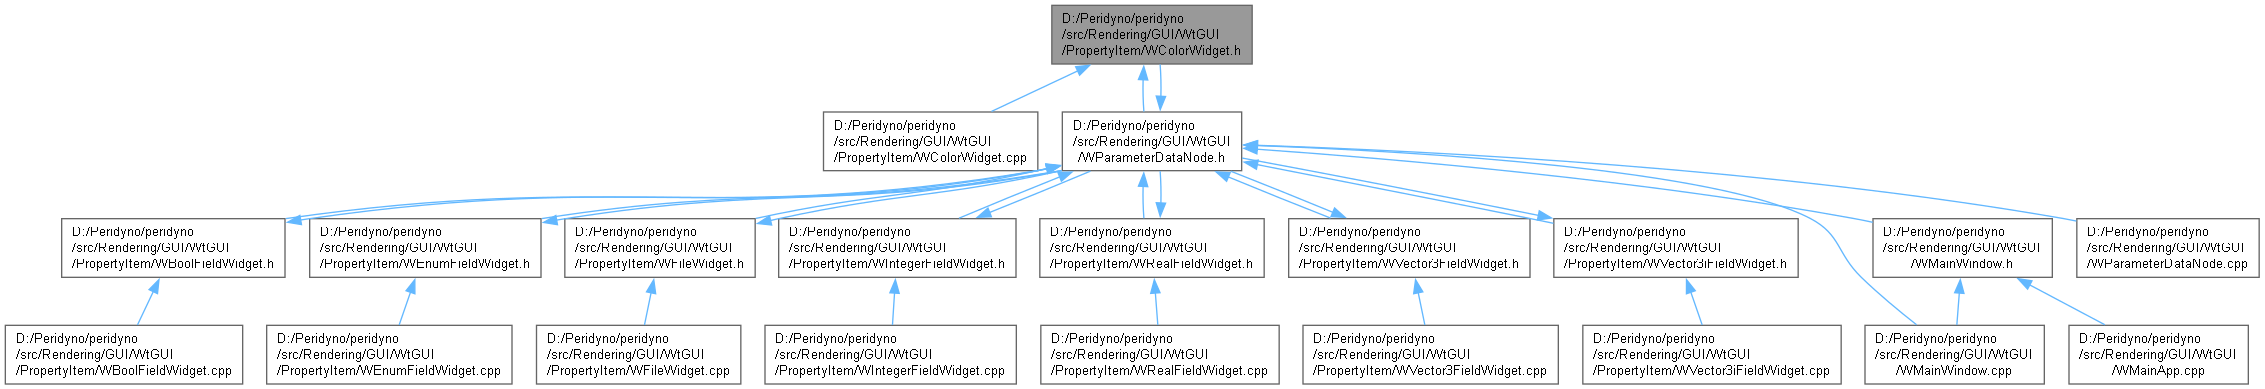 D:/Peridyno/peridyno
/src/Rendering/GUI/WtGUI
/PropertyItem/WColorWidget.h
D:/Peridyno/peridyno
/src/Rendering/GUI/WtGUI
/PropertyItem/WColorWidget.cpp
D:/Peridyno/peridyno
/src/Rendering/GUI/WtGUI
/WParameterDataNode.h
D:/Peridyno/peridyno
/src/Rendering/GUI/WtGUI
/PropertyItem/WBoolFieldWidget.h
D:/Peridyno/peridyno
/src/Rendering/GUI/WtGUI
/PropertyItem/WEnumFieldWidget.h
D:/Peridyno/peridyno
/src/Rendering/GUI/WtGUI
/PropertyItem/WFileWidget.h
D:/Peridyno/peridyno
/src/Rendering/GUI/WtGUI
/PropertyItem/WIntegerFieldWidget.h
D:/Peridyno/peridyno
/src/Rendering/GUI/WtGUI
/PropertyItem/WRealFieldWidget.h
D:/Peridyno/peridyno
/src/Rendering/GUI/WtGUI
/PropertyItem/WVector3FieldWidget.h
D:/Peridyno/peridyno
/src/Rendering/GUI/WtGUI
/PropertyItem/WVector3iFieldWidget.h
D:/Peridyno/peridyno
/src/Rendering/GUI/WtGUI
/WMainWindow.h
D:/Peridyno/peridyno
/src/Rendering/GUI/WtGUI
/WParameterDataNode.cpp
D:/Peridyno/peridyno
/src/Rendering/GUI/WtGUI
/PropertyItem/WBoolFieldWidget.cpp
D:/Peridyno/peridyno
/src/Rendering/GUI/WtGUI
/PropertyItem/WEnumFieldWidget.cpp
D:/Peridyno/peridyno
/src/Rendering/GUI/WtGUI
/PropertyItem/WFileWidget.cpp
D:/Peridyno/peridyno
/src/Rendering/GUI/WtGUI
/PropertyItem/WIntegerFieldWidget.cpp
D:/Peridyno/peridyno
/src/Rendering/GUI/WtGUI
/PropertyItem/WRealFieldWidget.cpp
D:/Peridyno/peridyno
/src/Rendering/GUI/WtGUI
/PropertyItem/WVector3FieldWidget.cpp
D:/Peridyno/peridyno
/src/Rendering/GUI/WtGUI
/PropertyItem/WVector3iFieldWidget.cpp
D:/Peridyno/peridyno
/src/Rendering/GUI/WtGUI
/WMainWindow.cpp
D:/Peridyno/peridyno
/src/Rendering/GUI/WtGUI
/WMainApp.cpp